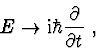 E → iħ ∂/∂t ,